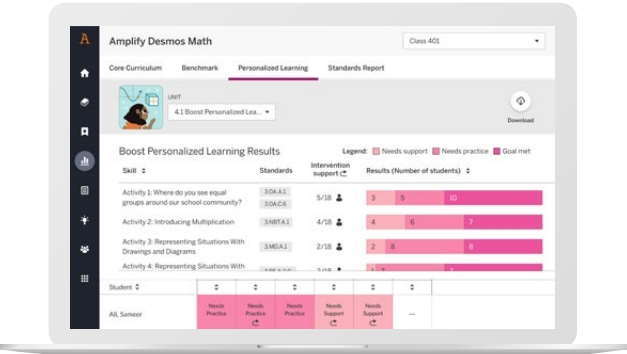 A
Amplify Desmos Math
Class 401
Core Curriculum Benchmark Personalized Learning Standards Report
UNIT
4.1 Boost Personalized Lea...
Download
Boost Personalized Learning Results
Legend: Needs support Needs practice Goal met
Skill Standards Intervention support Results (Number of students)
Activity 1: Where do you see equal groups around our school community? 3.OA.A.1 3.OA.C.6 5/18 3 5 10
Activity 2: Introducing Multiplication 3.NBT.A.1 4/18 4 6 7
Activity 3: Representing Situations With Drawings and Diagrams 3.MD.A.1 2/18 2 8 8
Activity 4: Representing Situations With
Student
Ali, Sameer Needs Practice Needs Practice Needs Practice Needs Support Needs Support —